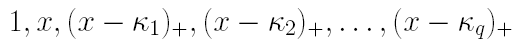 1, x, (x − κ₁)₊, (x − κ₂)₊, . . . , (x − κ_q)₊